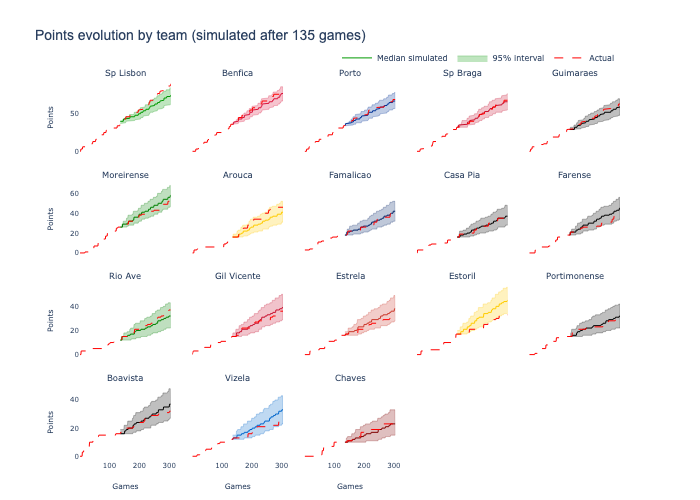 Points evolution by team (simulated after 135 games)
Median simulated 95% interval Actual
Sp Lisbon Benfica Porto Sp Braga Guimaraes
Points
50
0
Moreirense Arouca Famalicao Casa Pia Farense
Points
60
40
20
0
Rio Ave Gil Vicente Estrela Estoril Portimonense
Points
40
20
0
Boavista Vizela Chaves
Points
40
20
0
100 200 300 100 200 300 100 200 300
Games Games Games